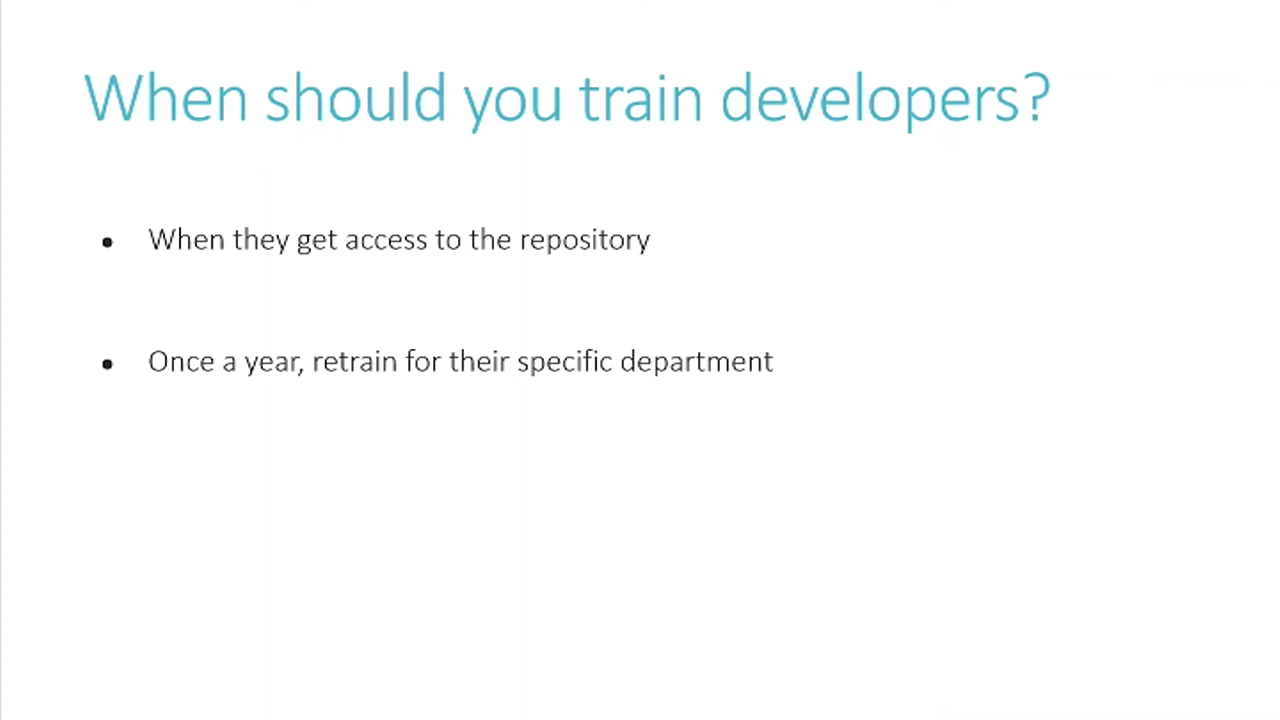 When should you train developers?
• When they get access to the repository
• Once a year, retrain for their specific department